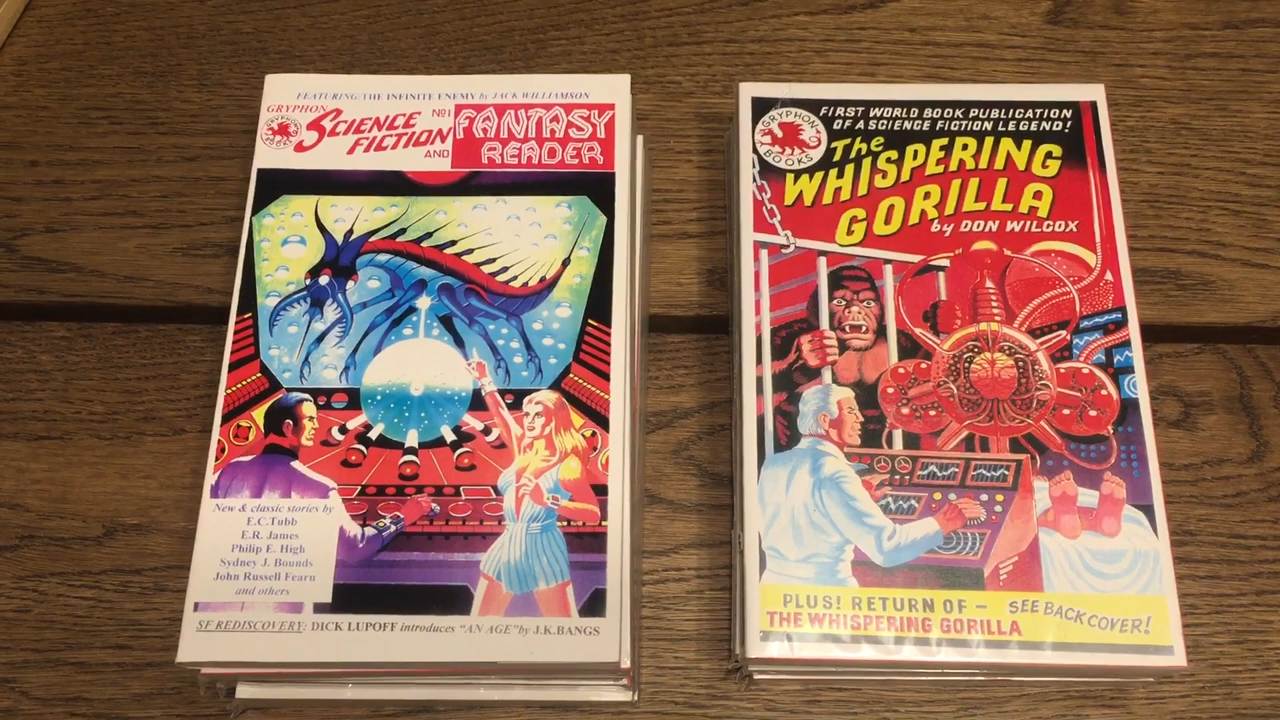 FEATURING: THE INFINITE ENEMY by JACK WILLIAMSON
GRYPHON
GRYPHON BOOKS
SCIENCE FICTION
No1
AND
FANTASY
READER
New & classic stories by
E.C.Tubb
E.R. James
Philip E. High
Sydney J. Bounds
John Russell Fearn
and others
SF REDISCOVERY: DICK LUPOFF introduces "AN AGE" by J.K.BANGS
GRYPHON BOOKS
FIRST WORLD BOOK PUBLICATION
OF A SCIENCE FICTION LEGEND!
The
WHISPERING
GORILLA
by DON WILCOX
PLUS! RETURN OF –
THE WHISPERING GORILLA
SEE BACK COVER!